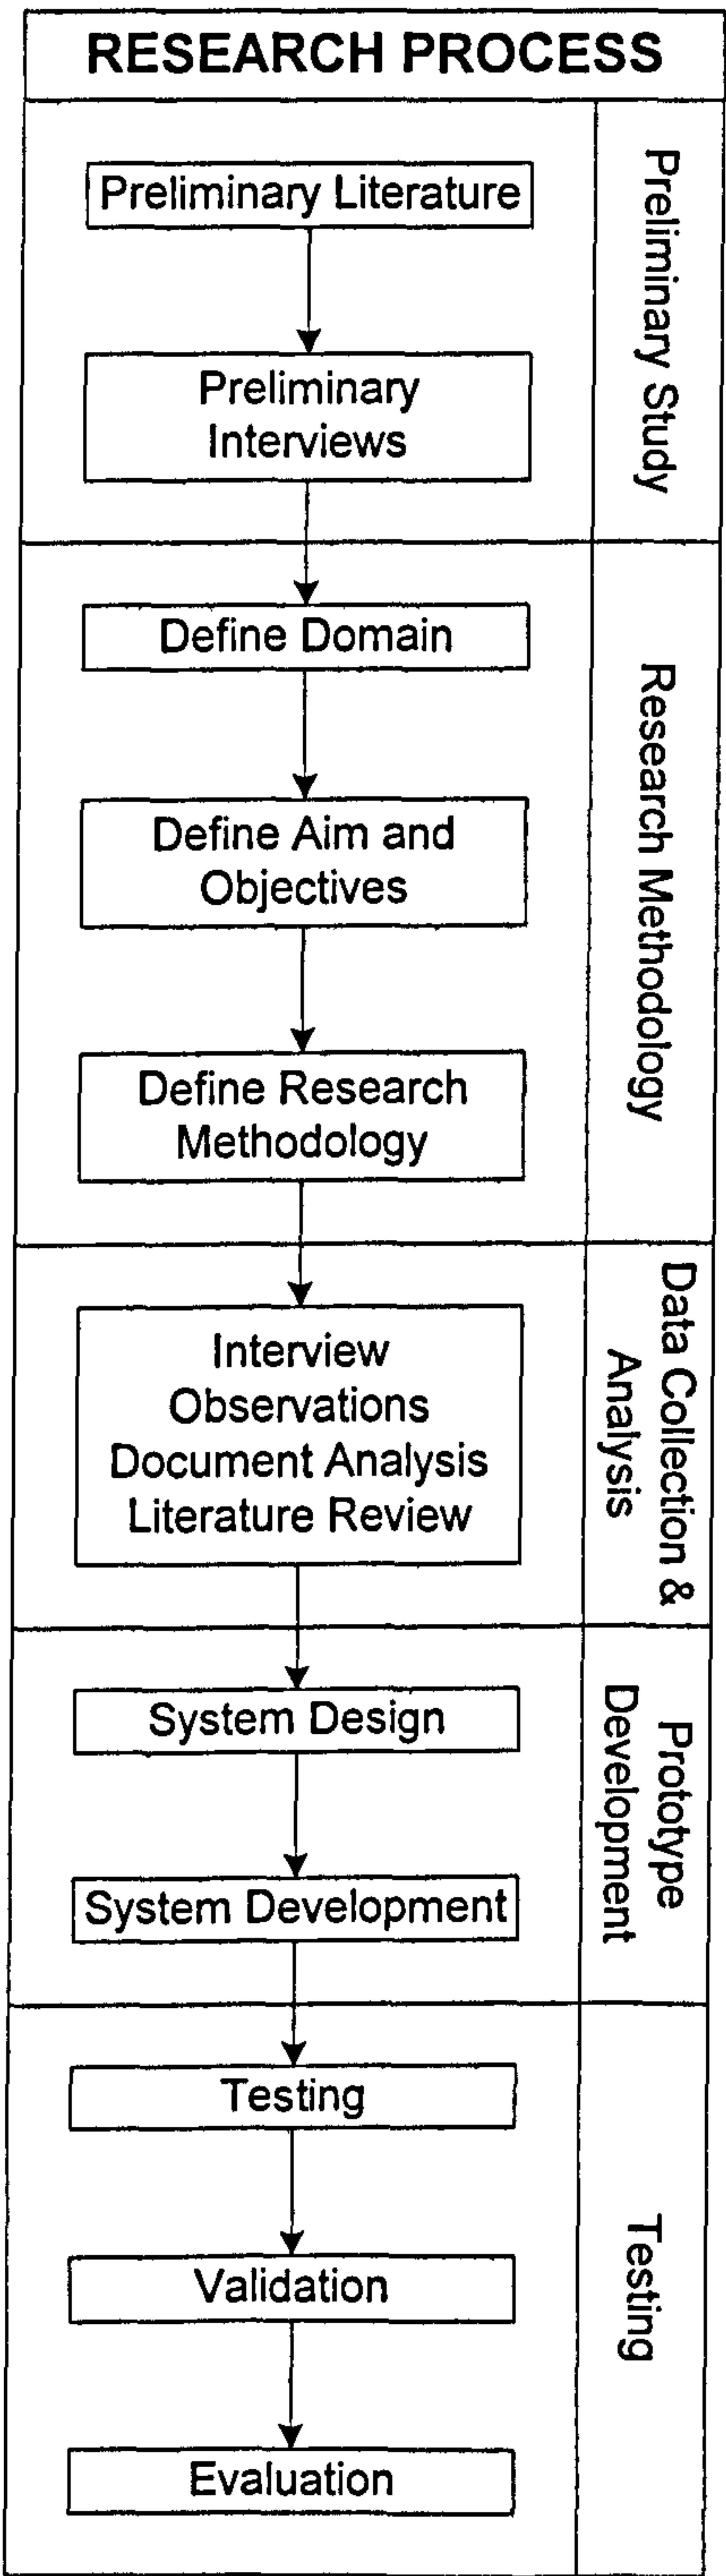 RESEARCH PROCESS
Preliminary Literature
Preliminary
Interviews
Preliminary Study
Define Domain
Define Aim and
Objectives
Define Research
Methodology
Research Methodology
Interview
Observations
Document Analysis
Literature Review
Data Collection &
Analysis
System Design
System Development
Prototype
Development
Testing
Validation
Evaluation
Testing